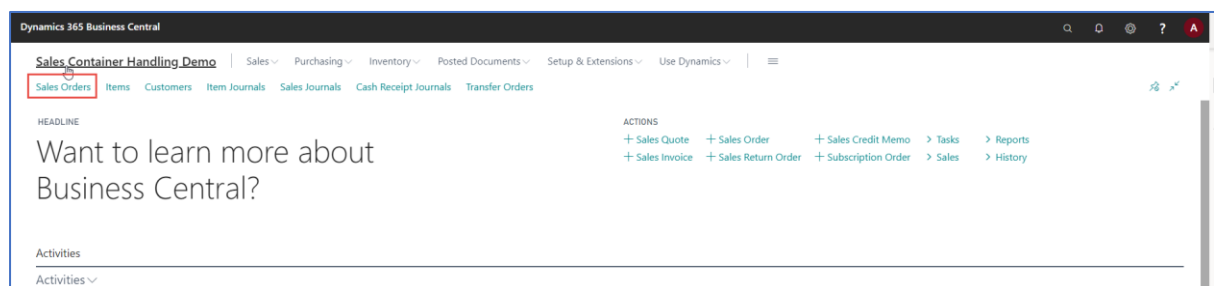 Dynamics 365 Business Central
?
A
Sales Container Handling Demo
Sales
Purchasing
Inventory
Posted Documents
Setup & Extensions
Use Dynamics
Sales Orders
Items
Customers
Item Journals
Sales Journals
Cash Receipt Journals
Transfer Orders
HEADLINE
Want to learn more about
Business Central?
ACTIONS
+ Sales Quote + Sales Order + Sales Credit Memo > Tasks > Reports
+ Sales Invoice + Sales Return Order + Subscription Order > Sales > History
Activities
Activities